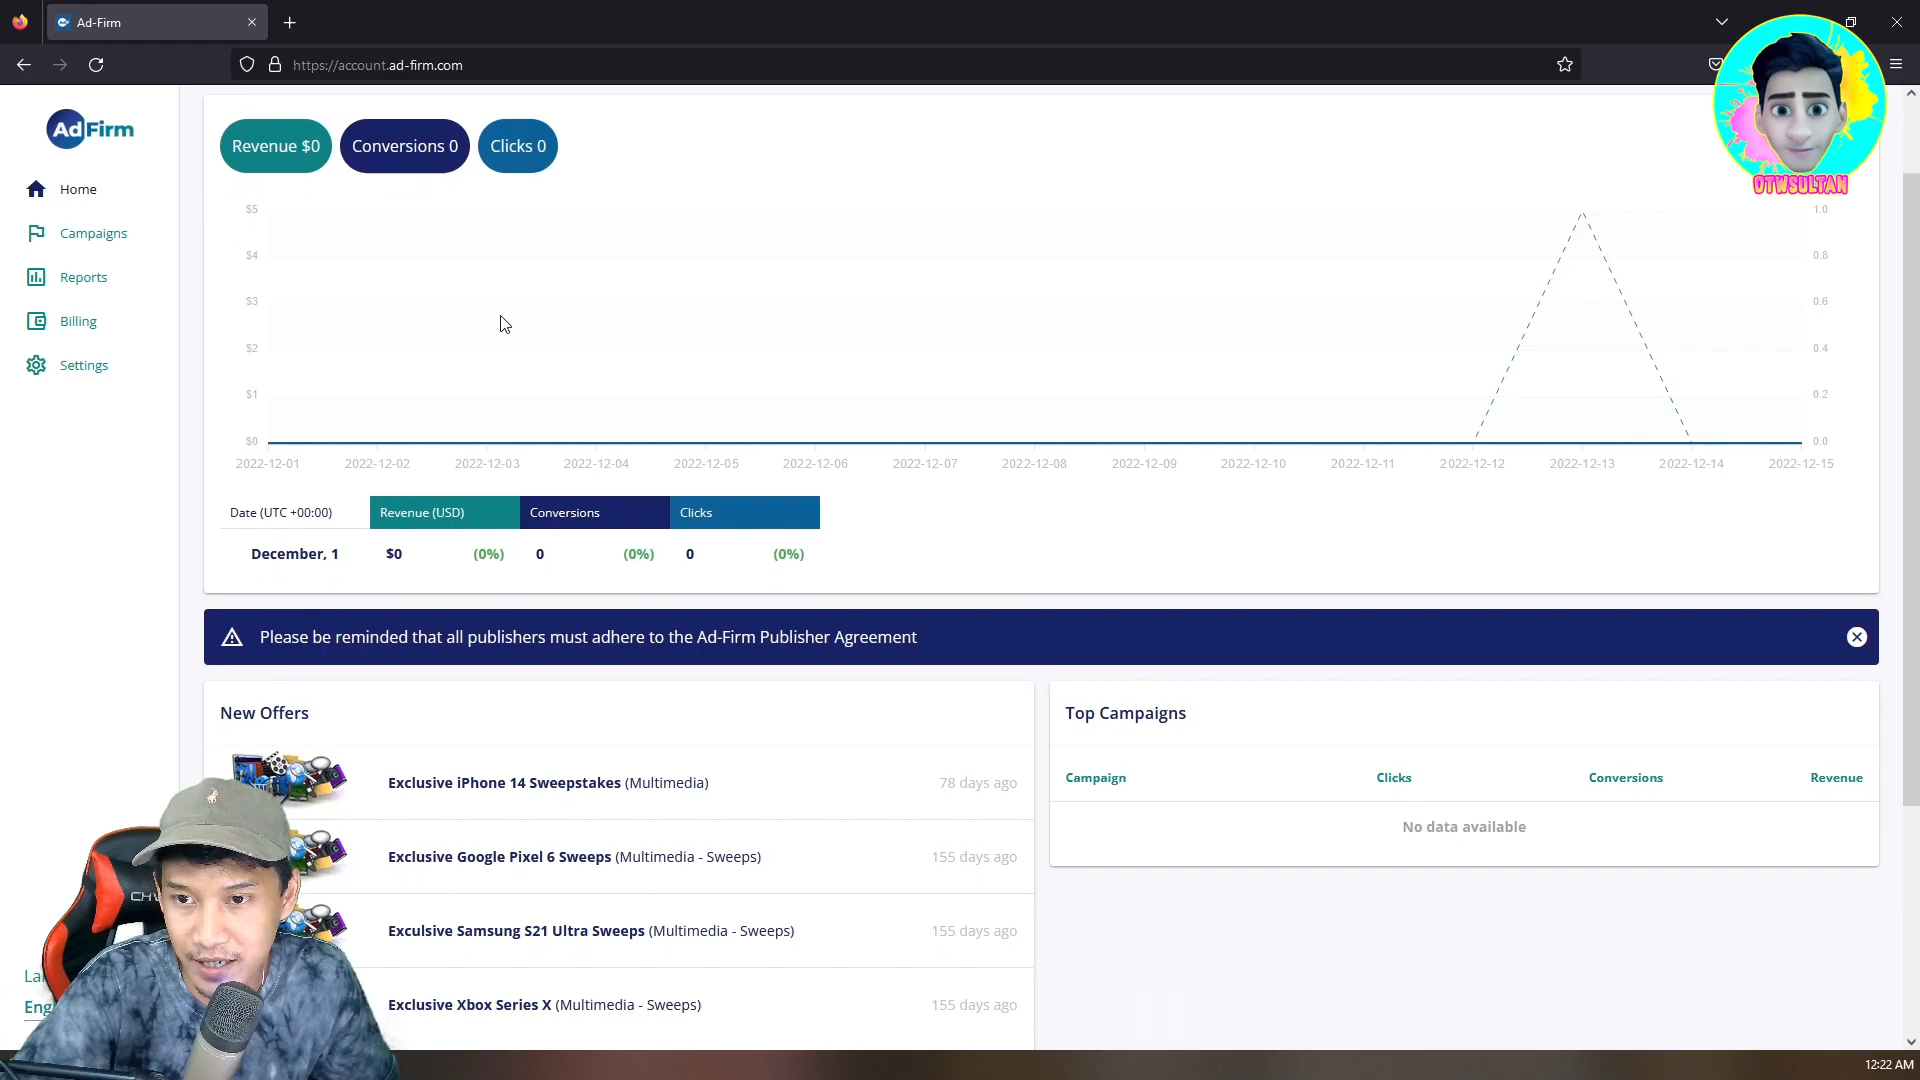 Ad-Firm
https://account.ad-firm.com
OTWSULTAN
AdFirm
Home
Campaigns
Reports
Billing
Settings
Revenue $0
Conversions 0
Clicks 0
$5
$4
$3
$2
$1
$0
1.0
0.8
0.6
0.4
0.2
0.0
2022-12-01
2022-12-02
2022-12-03
2022-12-04
2022-12-05
2022-12-06
2022-12-07
2022-12-08
2022-12-09
2022-12-10
2022-12-11
2022-12-12
2022-12-13
2022-12-14
2022-12-15
Date (UTC +00:00) Revenue (USD) Conversions Clicks
December, 1 $0 (0%) 0 (0%) 0 (0%)
Please be reminded that all publishers must adhere to the Ad-Firm Publisher Agreement
New Offers
Exclusive iPhone 14 Sweepstakes (Multimedia) 78 days ago
Exclusive Google Pixel 6 Sweeps (Multimedia - Sweeps) 155 days ago
Exculsive Samsung S21 Ultra Sweeps (Multimedia - Sweeps) 155 days ago
Exclusive Xbox Series X (Multimedia - Sweeps) 155 days ago
Top Campaigns
Campaign Clicks Conversions Revenue
No data available
12:22 AM